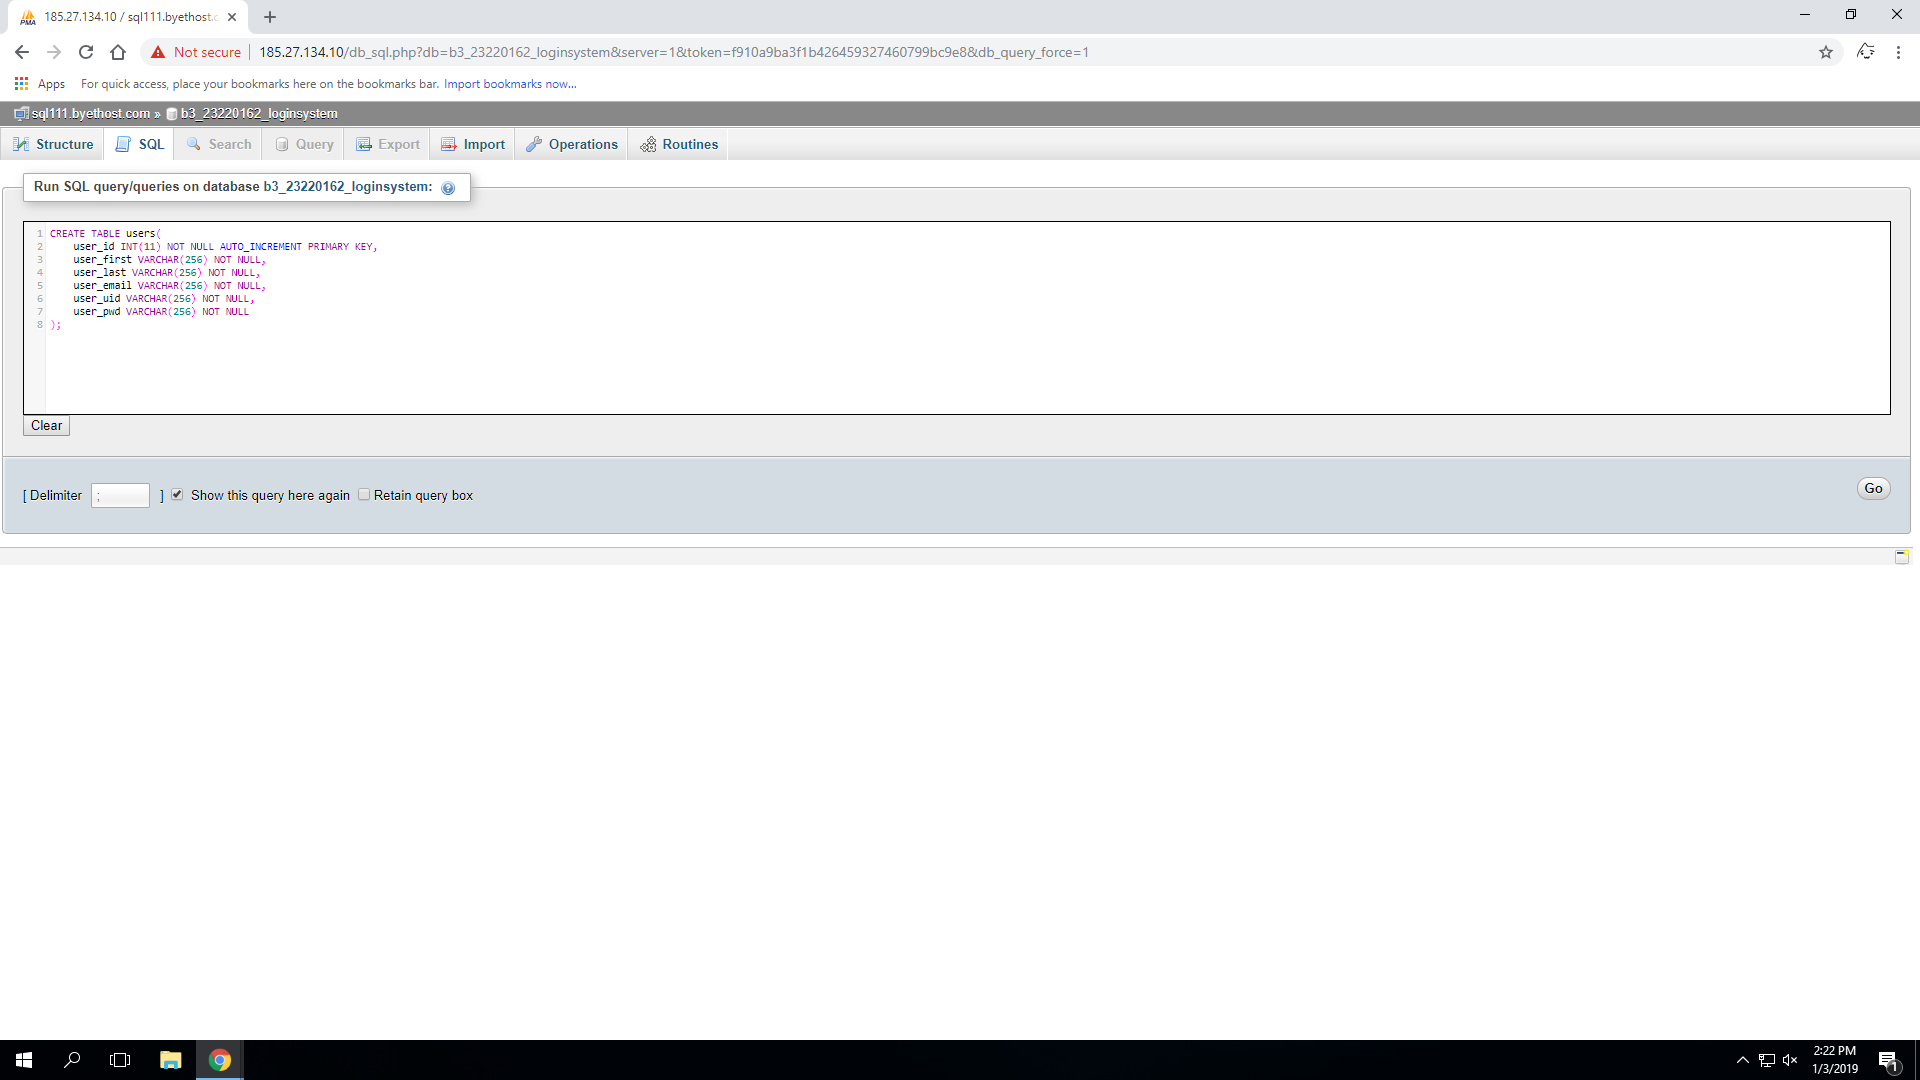 185.27.134.10 / sql111.byethost.c
Not secure
185.27.134.10/db_sql.php?db=b3_23220162_loginsystem&server=1&token=f910a9ba3f1b426459327460799bc9e8&db_query_force=1
Apps For quick access, place your bookmarks here on the bookmarks bar. Import bookmarks now...
sql111.byethost.com » b3_23220162_loginsystem
Structure SQL Search Query Export Import Operations Routines
Run SQL query/queries on database b3_23220162_loginsystem:
1 CREATE TABLE users(
2 user_id INT(11) NOT NULL AUTO_INCREMENT PRIMARY KEY,
3 user_first VARCHAR(256) NOT NULL,
4 user_last VARCHAR(256) NOT NULL,
5 user_email VARCHAR(256) NOT NULL,
6 user_uid VARCHAR(256) NOT NULL,
7 user_pwd VARCHAR(256) NOT NULL
8 );
Clear
[ Delimiter ; ] Show this query here again Retain query box
Go
2:22 PM
1/3/2019
1